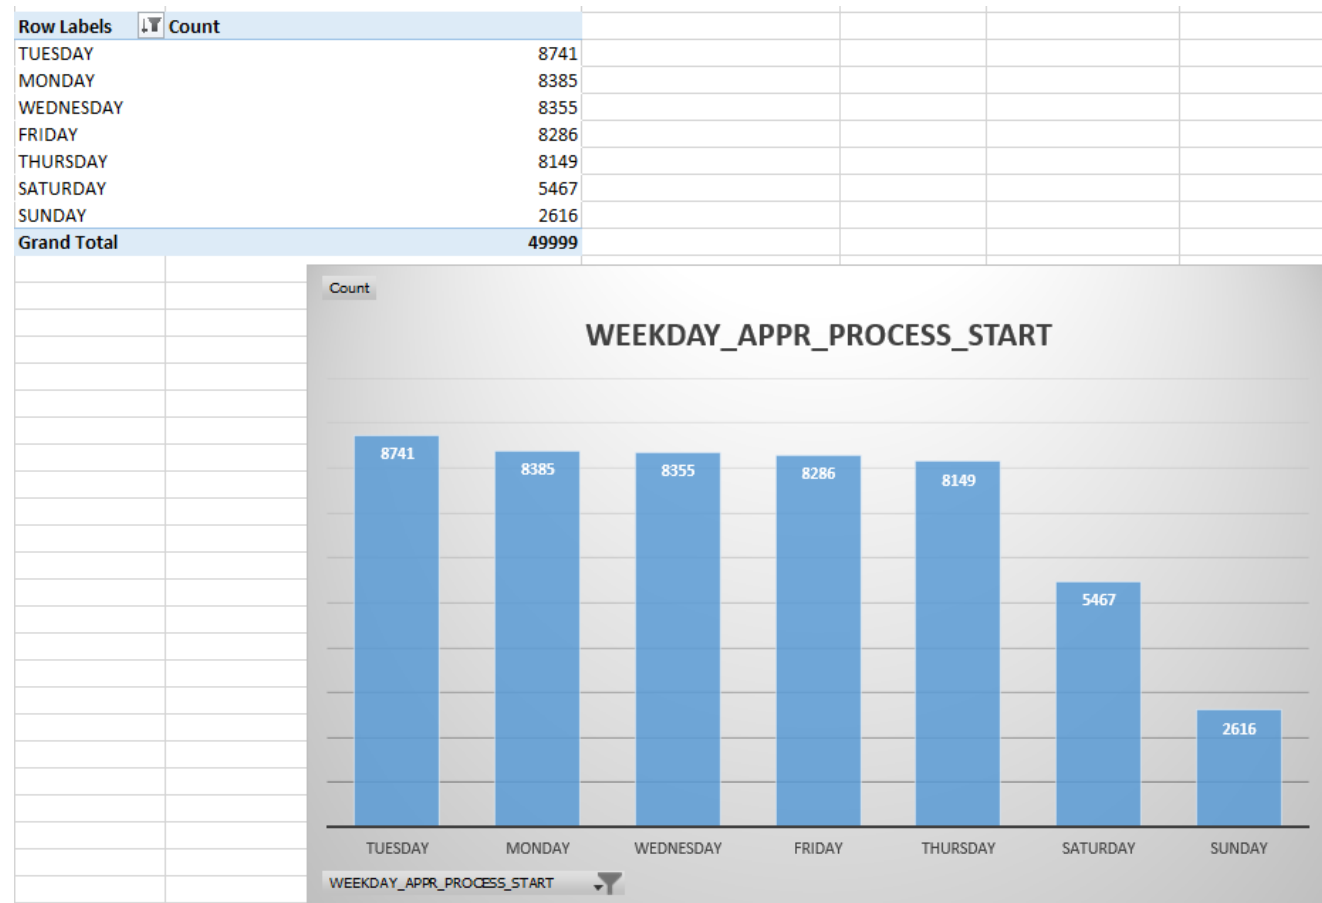 Row Labels Count
TUESDAY 8741
MONDAY 8385
WEDNESDAY 8355
FRIDAY 8286
THURSDAY 8149
SATURDAY 5467
SUNDAY 2616
Grand Total 49999
Count
WEEKDAY_APPR_PROCESS_START
8741 8385 8355 8286 8149 5467 2616
TUESDAY MONDAY WEDNESDAY FRIDAY THURSDAY SATURDAY SUNDAY
WEEKDAY_APPR_PROCESS_START